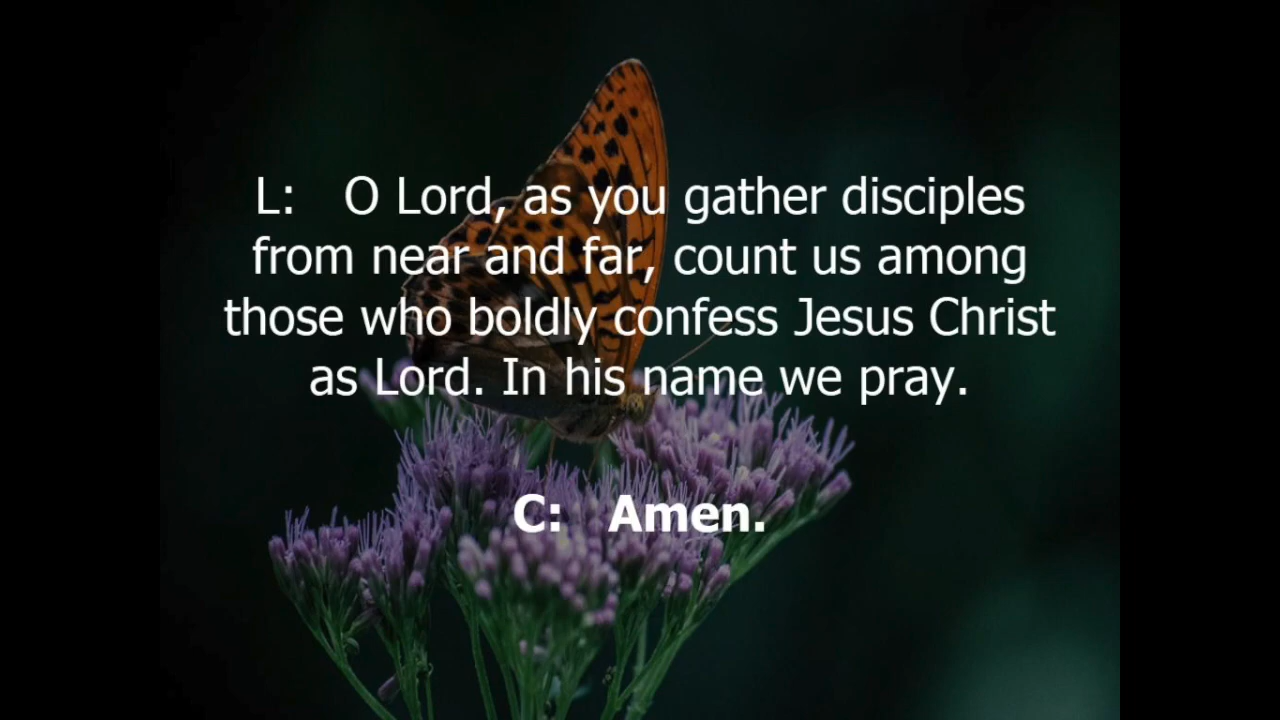 L: O Lord, as you gather disciples
from near and far, count us among
those who boldly confess Jesus Christ
as Lord. In his name we pray.
C: Amen.